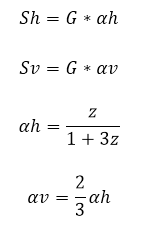 Sh = G * αh
Sv = G * αv
αh = z / 1 + 3z
αv = 2/3 αh